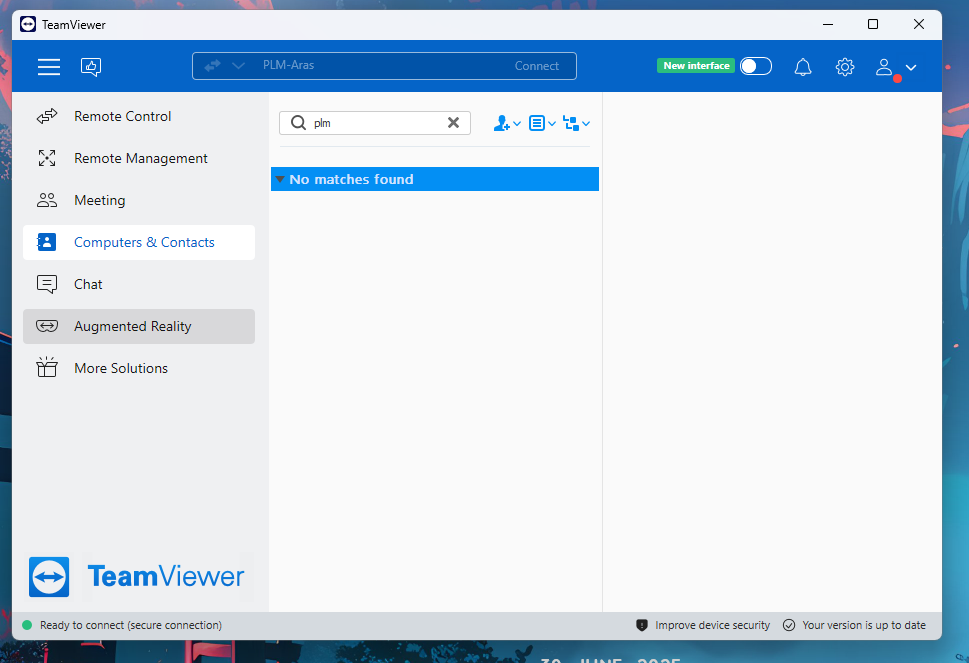 TeamViewer
PLM-Aras
Connect
New interface
Remote Control
Remote Management
Meeting
Computers & Contacts
Chat
Augmented Reality
More Solutions
plm
No matches found
TeamViewer
Ready to connect (secure connection)
Improve device security
Your version is up to date
30 JUNE 2025